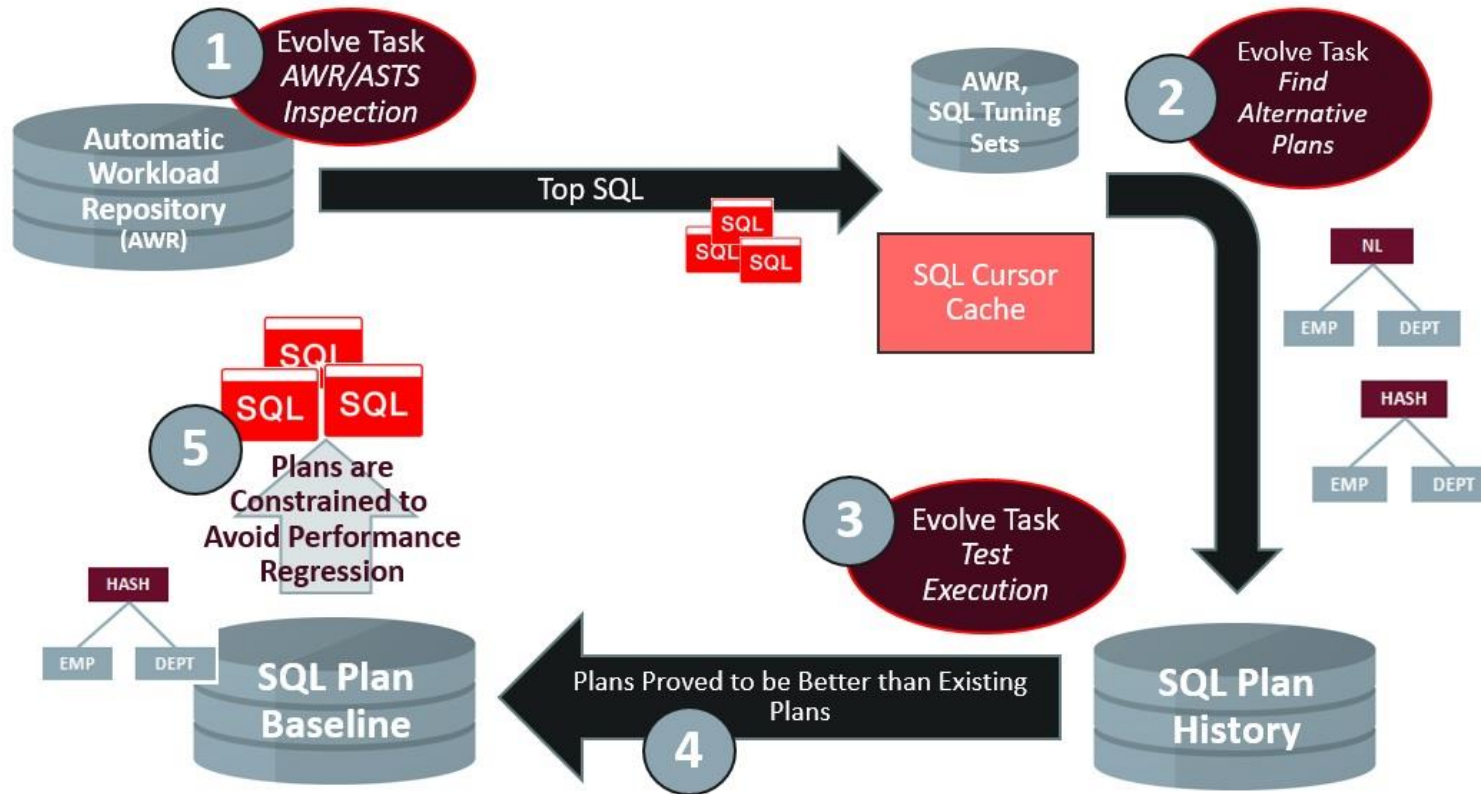 1
Evolve Task
AWR/ASTS
Inspection
Automatic
Workload
Repository
(AWR)
Top SQL
SQL
SQL
SQL
AWR,
SQL Tuning
Sets
SQL Cursor
Cache
2
Evolve Task
Find
Alternative
Plans
NL
EMP
DEPT
HASH
EMP
DEPT
3
Evolve Task
Test
Execution
SQL Plan
History
Plans Proved to be Better than Existing
Plans
4
SQL Plan
Baseline
HASH
EMP
DEPT
5
Plans are
Constrained to
Avoid Performance
Regression
SQL
SQL
SQL